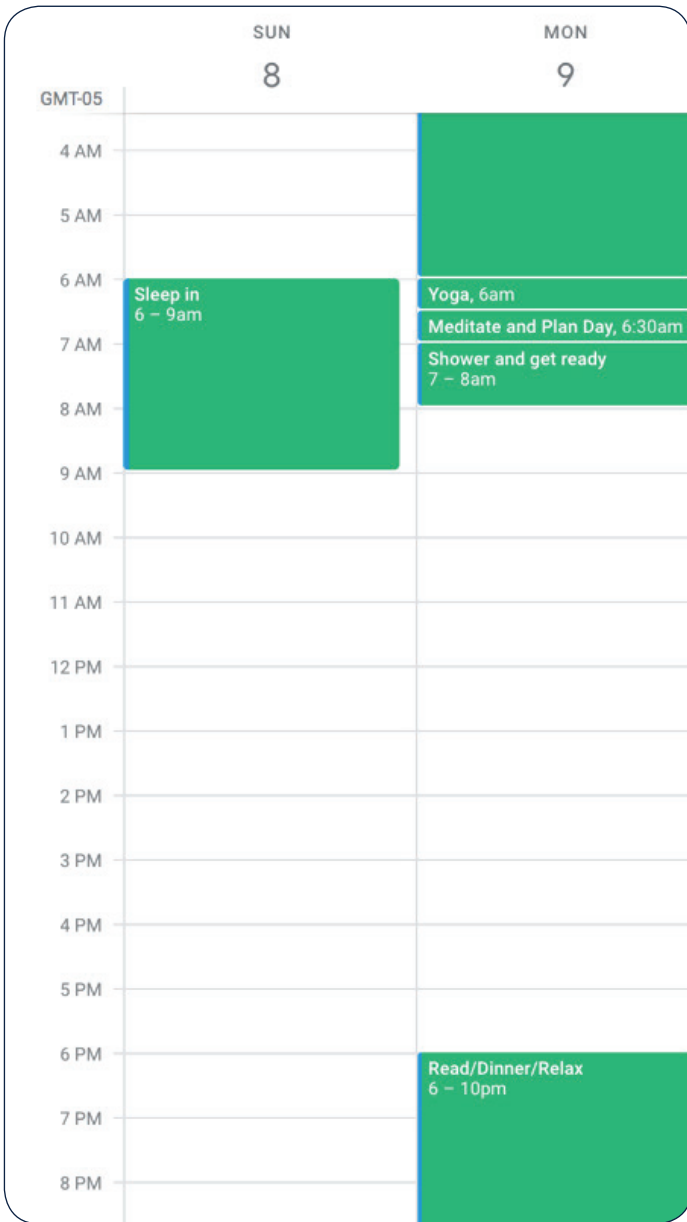 SUN
MON
8
9
GMT-05
4 AM
5 AM
6 AM
7 AM
8 AM
9 AM
10 AM
11 AM
12 PM
1 PM
2 PM
3 PM
4 PM
5 PM
6 PM
7 PM
8 PM
Sleep in
6 – 9am
Yoga, 6am
Meditate and Plan Day, 6:30am
Shower and get ready
7 – 8am
Read/Dinner/Relax
6 – 10pm